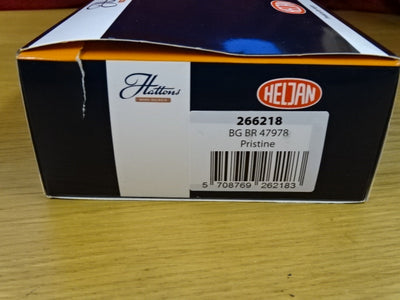 Hattons
HELJAN
266218
BG BR 47978
Pristine
5 708769 262183